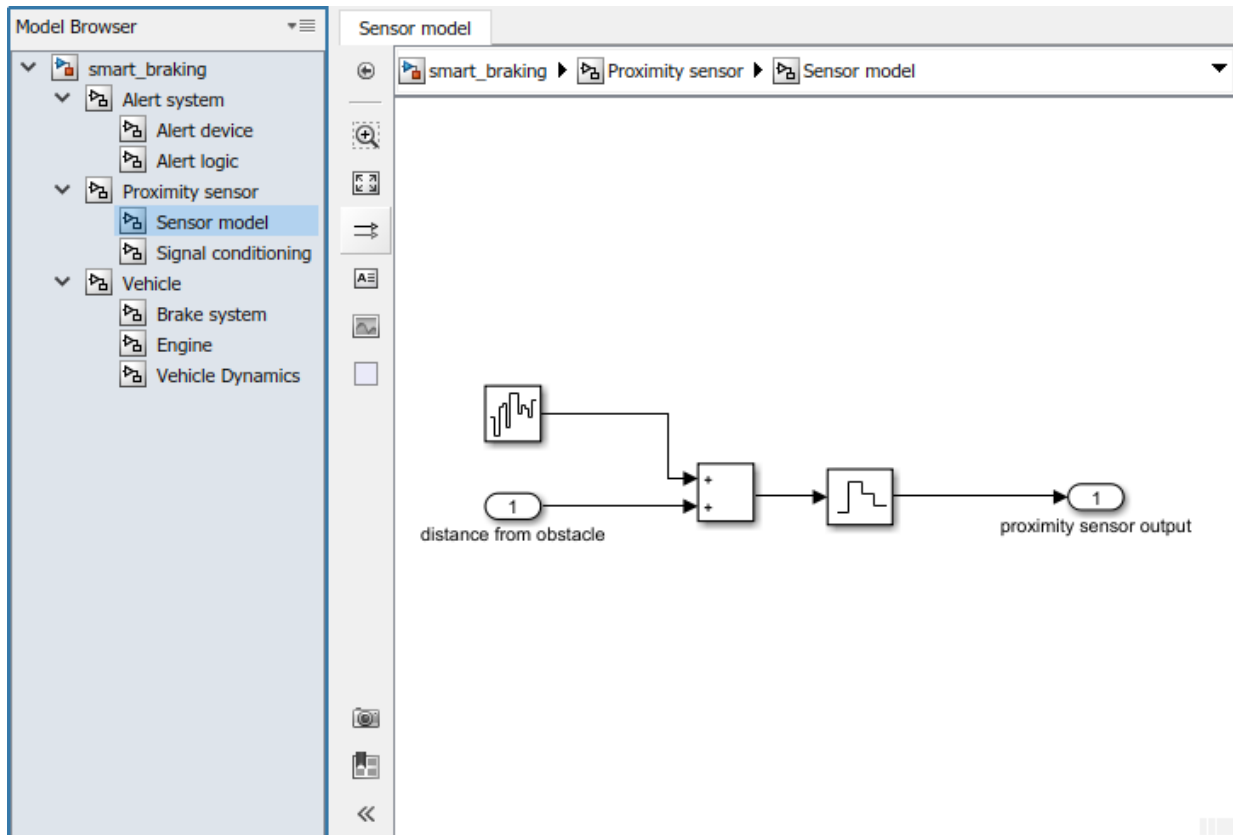 Model Browser
smart_braking
Alert system
Alert device
Alert logic
Proximity sensor
Sensor model
Signal conditioning
Vehicle
Brake system
Engine
Vehicle Dynamics
Sensor model
smart_braking Proximity sensor Sensor model
A
+
1
+
distance from obstacle
1
proximity sensor output